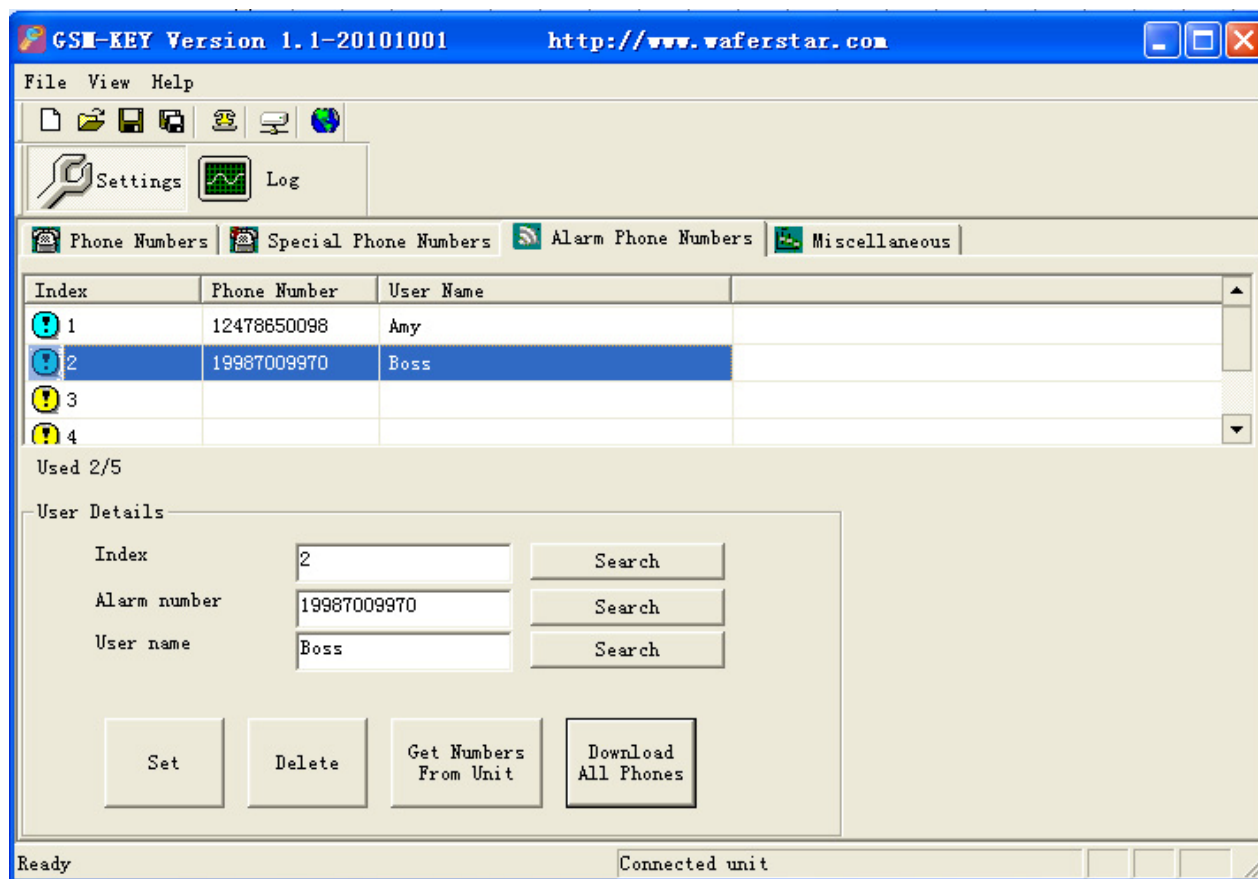 GSM-KEY Version 1.1-20101001 http://www.waferstar.com
File View Help
Settings Log
Phone Numbers Special Phone Numbers Alarm Phone Numbers Miscellaneous
Index Phone Number User Name
1 12478650098 Amy
2 19987009970 Boss
3
4
Used 2/5
User Details
Index 2 Search
Alarm number 19987009970 Search
User name Boss Search
Set Delete Get Numbers From Unit Download All Phones
Ready Connected unit